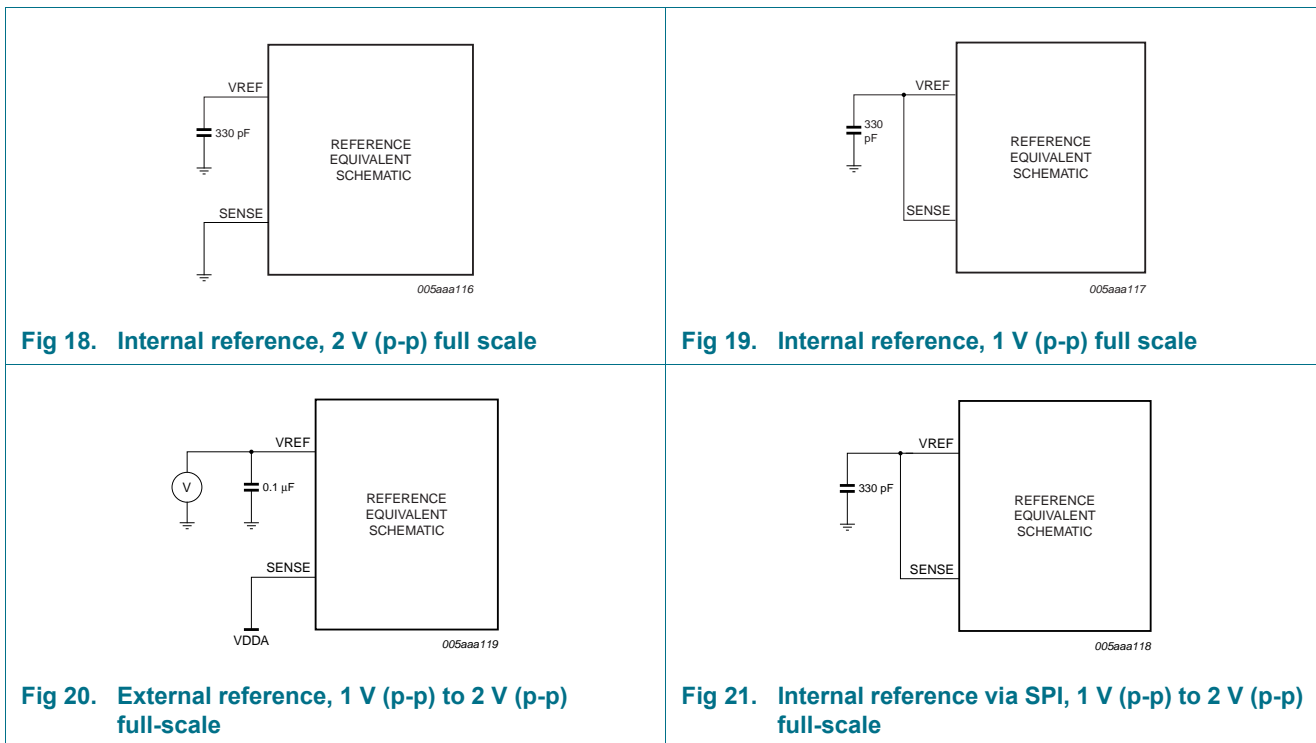 VREF
330 pF
REFERENCE
EQUIVALENT
SCHEMATIC
SENSE
005aaa116
Fig 18. Internal reference, 2 V (p-p) full scale
VREF
330
pF
REFERENCE
EQUIVALENT
SCHEMATIC
SENSE
005aaa117
Fig 19. Internal reference, 1 V (p-p) full scale
VREF
V
0.1 μF
REFERENCE
EQUIVALENT
SCHEMATIC
SENSE
VDDA
005aaa119
Fig 20. External reference, 1 V (p-p) to 2 V (p-p)
full-scale
VREF
330 pF
REFERENCE
EQUIVALENT
SCHEMATIC
SENSE
005aaa118
Fig 21. Internal reference via SPI, 1 V (p-p) to 2 V (p-p)
full-scale